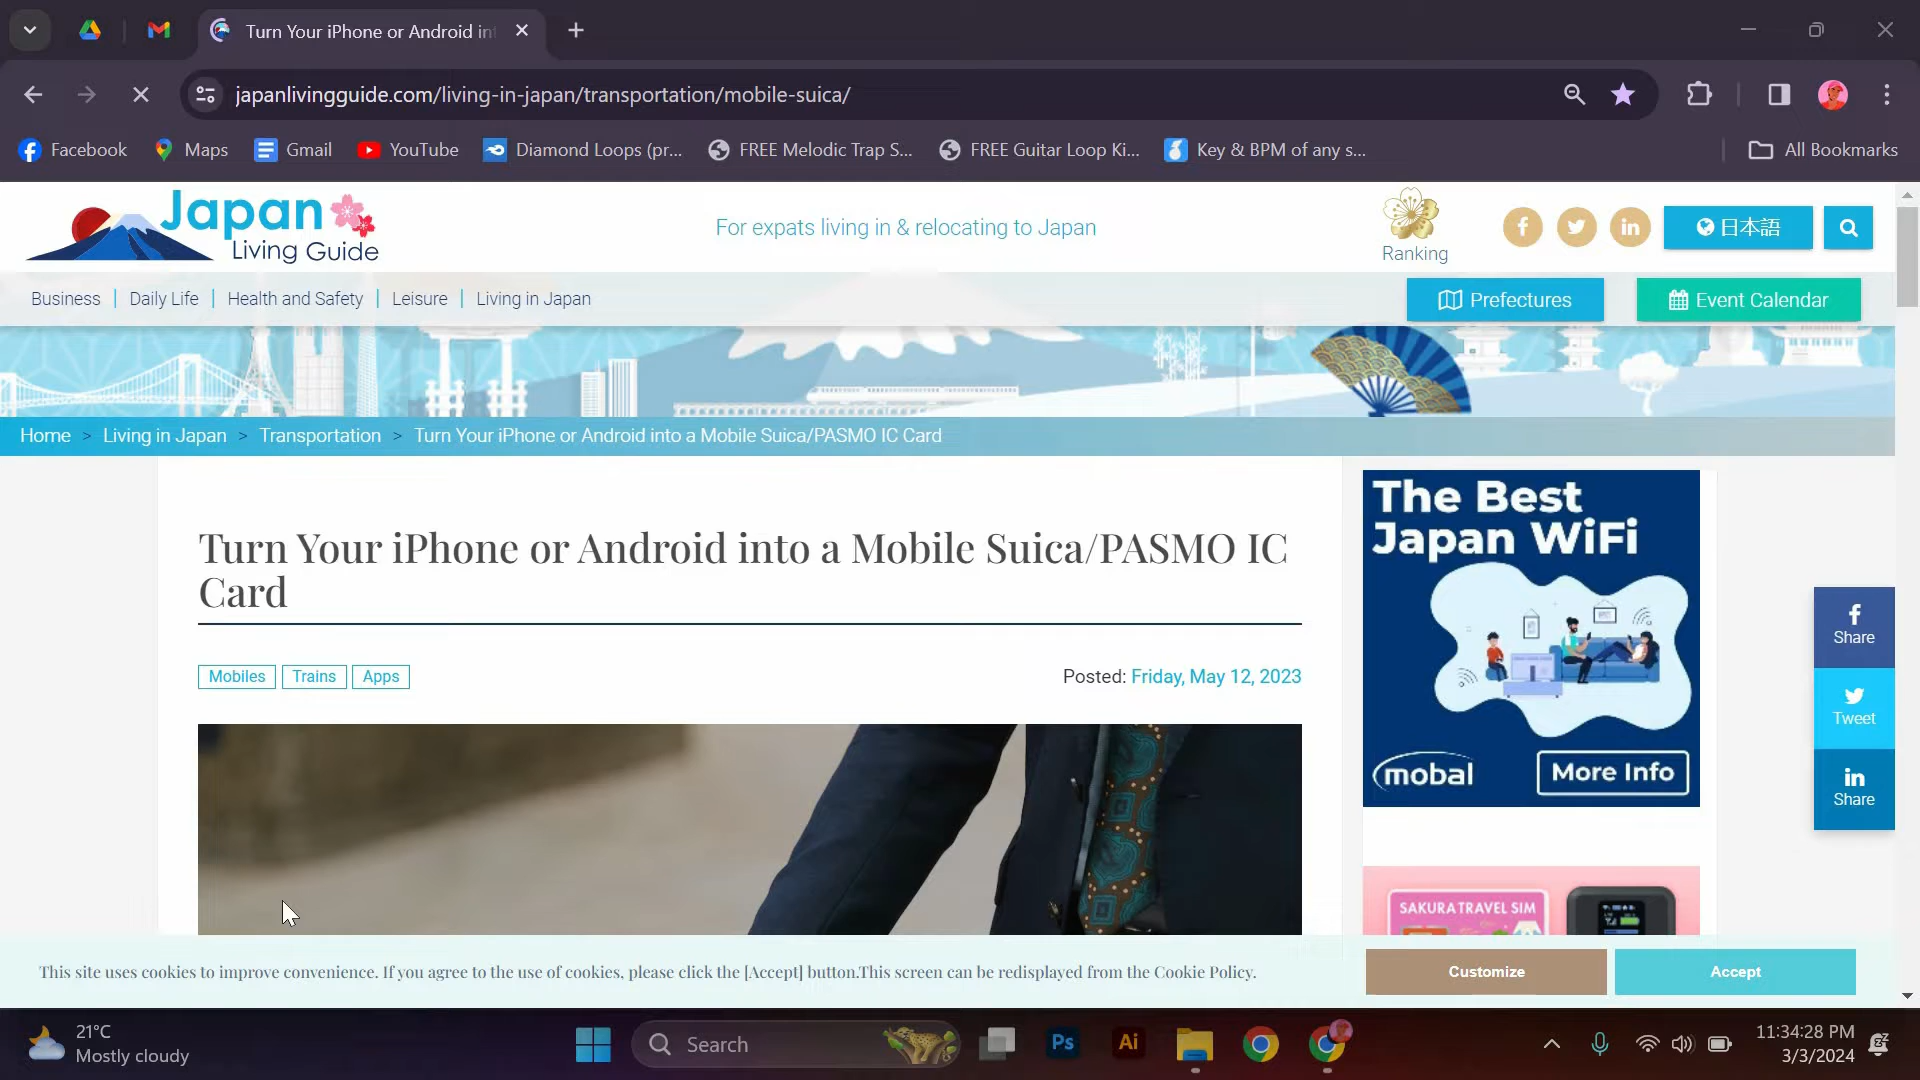 Turn Your iPhone or Android in
japanlivingguide.com/living-in-japan/transportation/mobile-suica/
Facebook Maps Gmail YouTube Diamond Loops (pr... FREE Melodic Trap S... FREE Guitar Loop Ki... Key & BPM of any s... All Bookmarks
Japan
Living Guide
For expats living in & relocating to Japan
Ranking
日本語
Business Daily Life Health and Safety Leisure Living in Japan
Prefectures Event Calendar
Home > Living in Japan > Transportation > Turn Your iPhone or Android into a Mobile Suica/PASMO IC Card
Turn Your iPhone or Android into a Mobile Suica/PASMO IC
Card
Mobiles Trains Apps
Posted: Friday, May 12, 2023
The Best
Japan WiFi
mobal More Info
Share
Tweet
Share
SAKURA TRAVEL SIM
This site uses cookies to improve convenience. If you agree to the use of cookies, please click the [Accept] button.This screen can be redisplayed from the Cookie Policy.
Customize Accept
21°C
Mostly cloudy
Search
Ps
Ai
11:34:28 PM
3/3/2024